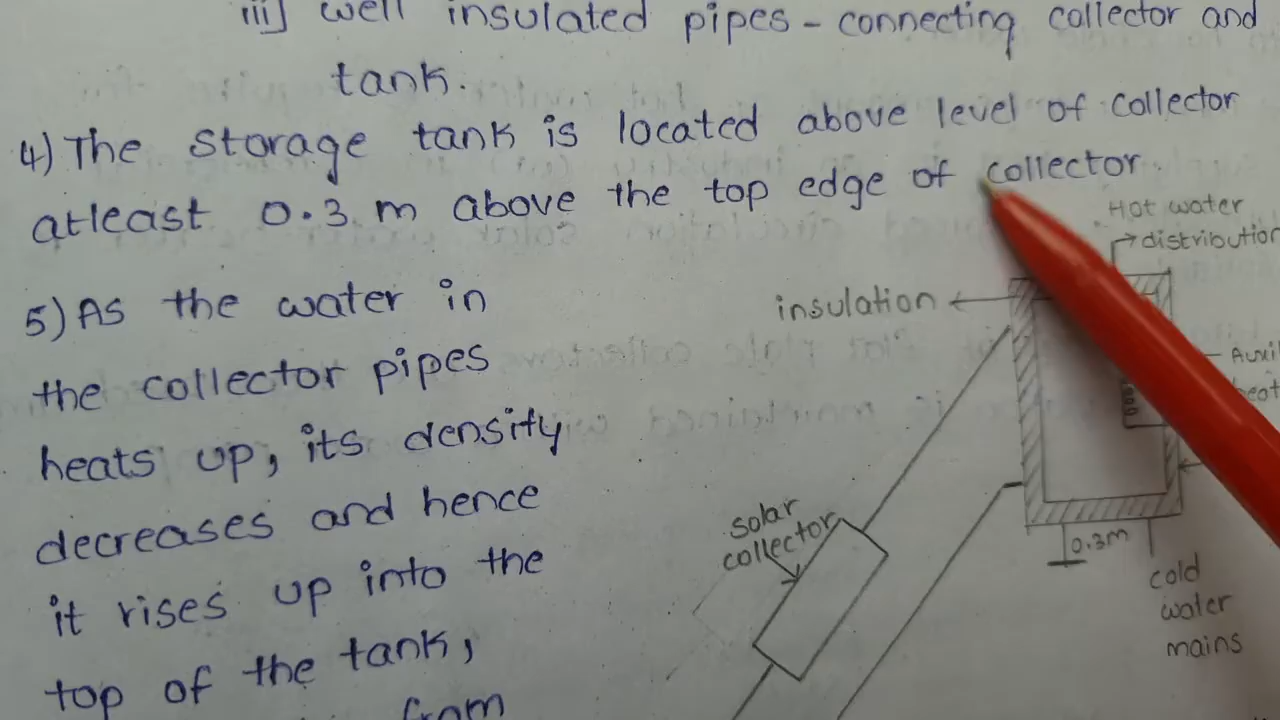 iii] well insulated pipes - connecting collector and
tank.
4) The storage tank is located above level of collector
atleast 0.3 m above the top edge of collector.
5) As the water in
the collector pipes
heats up, its density
decreases and hence
it rises up into the
top of the tank,
from
Hot water
distribution
insulation
solar
collector
0.3m
cold
water
mains